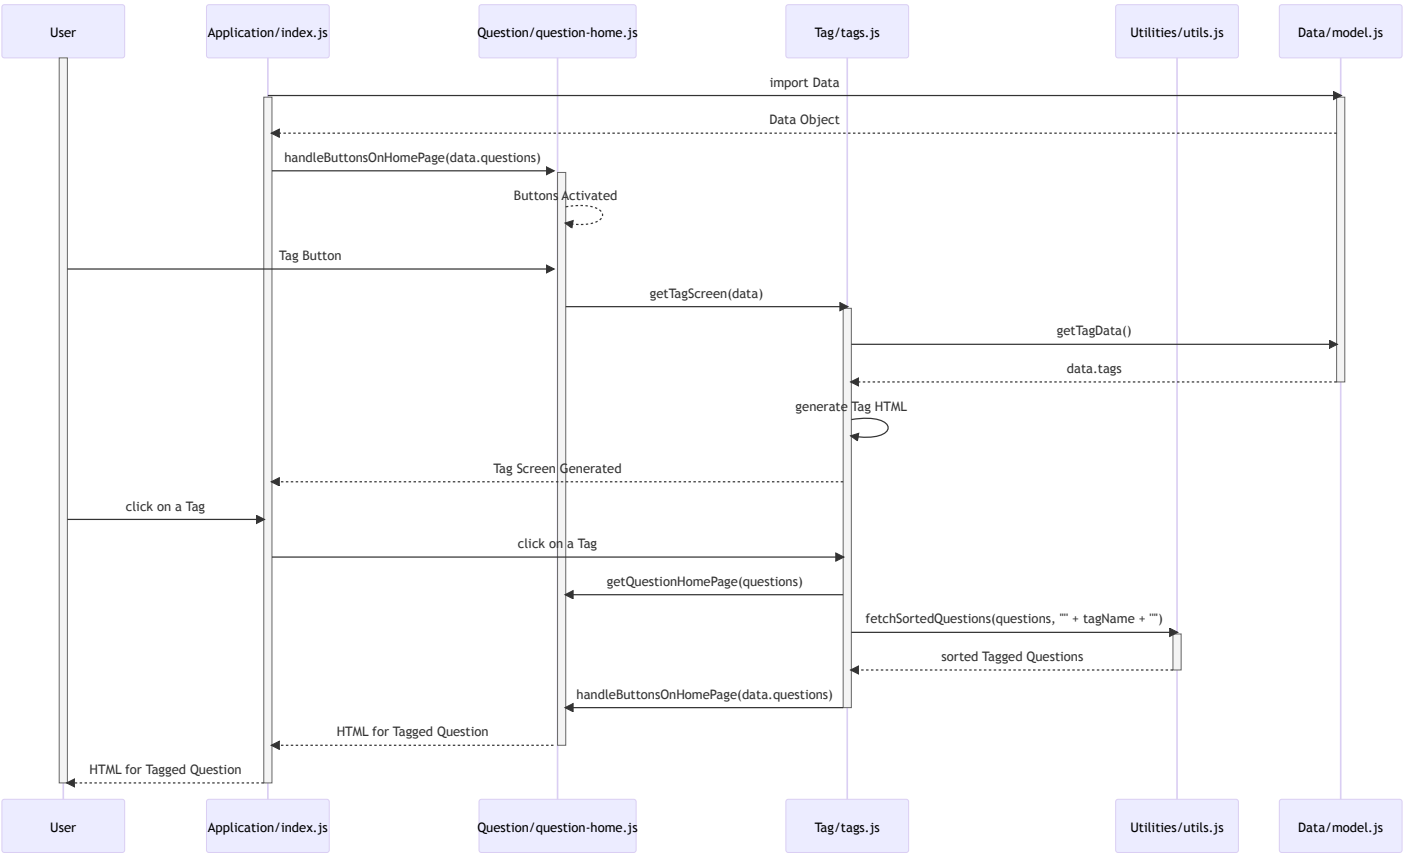 User
Application/index.js
Question/question-home.js
Tag/tags.js
Utilities/utils.js
Data/model.js
import Data
Data Object
handleButtonsOnHomePage(data.questions)
Buttons Activated
Tag Button
getTagScreen(data)
getTagData()
data.tags
generate Tag HTML
Tag Screen Generated
click on a Tag
click on a Tag
getQuestionHomePage(questions)
fetchSortedQuestions(questions, "" + tagName + "")
sorted Tagged Questions
handleButtonsOnHomePage(data.questions)
HTML for Tagged Question
HTML for Tagged Question
User
Application/index.js
Question/question-home.js
Tag/tags.js
Utilities/utils.js
Data/model.js